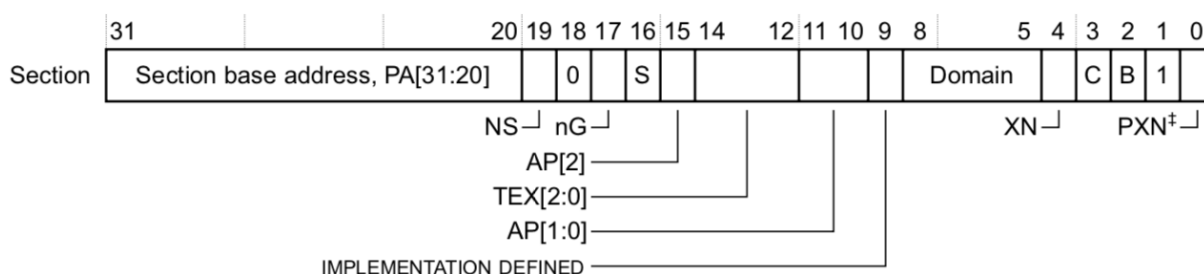 31 20 19 18 17 16 15 14 12 11 10 9 8 5 4 3 2 1 0
Section Section base address, PA[31:20] 0 S Domain C B 1
NS nG XN PXN‡
AP[2]
TEX[2:0]
AP[1:0]
IMPLEMENTATION DEFINED